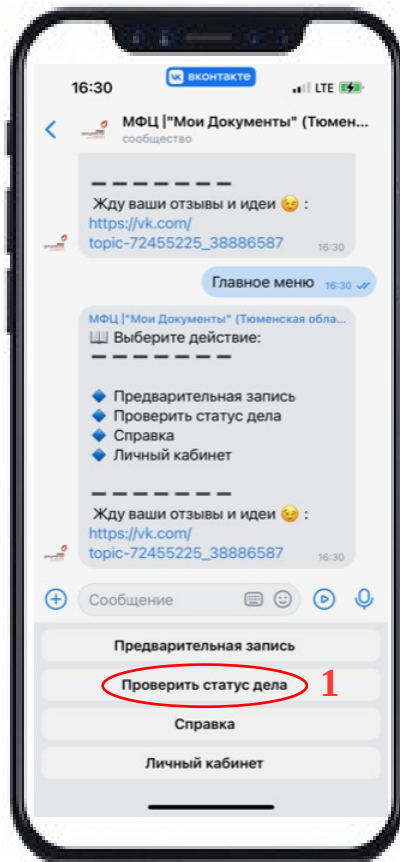 вконтакте
16:30
LTE
МФЦ |"Мои Документы" (Тюмен...
сообщество
— — — — — — —
Жду ваши отзывы и идеи 😉 :
https://vk.com/
topic-72455225_38886587 16:30
Главное меню 16:30
МФЦ |"Мои Документы" (Тюменская обла...
📖 Выберите действие:
— — — — — — —
🔹 Предварительная запись
🔹 Проверить статус дела
🔹 Справка
🔹 Личный кабинет
— — — — — — —
Жду ваши отзывы и идеи 😉 :
https://vk.com/
topic-72455225_38886587 16:30
Сообщение
Предварительная запись
Проверить статус дела 1
Справка
Личный кабинет